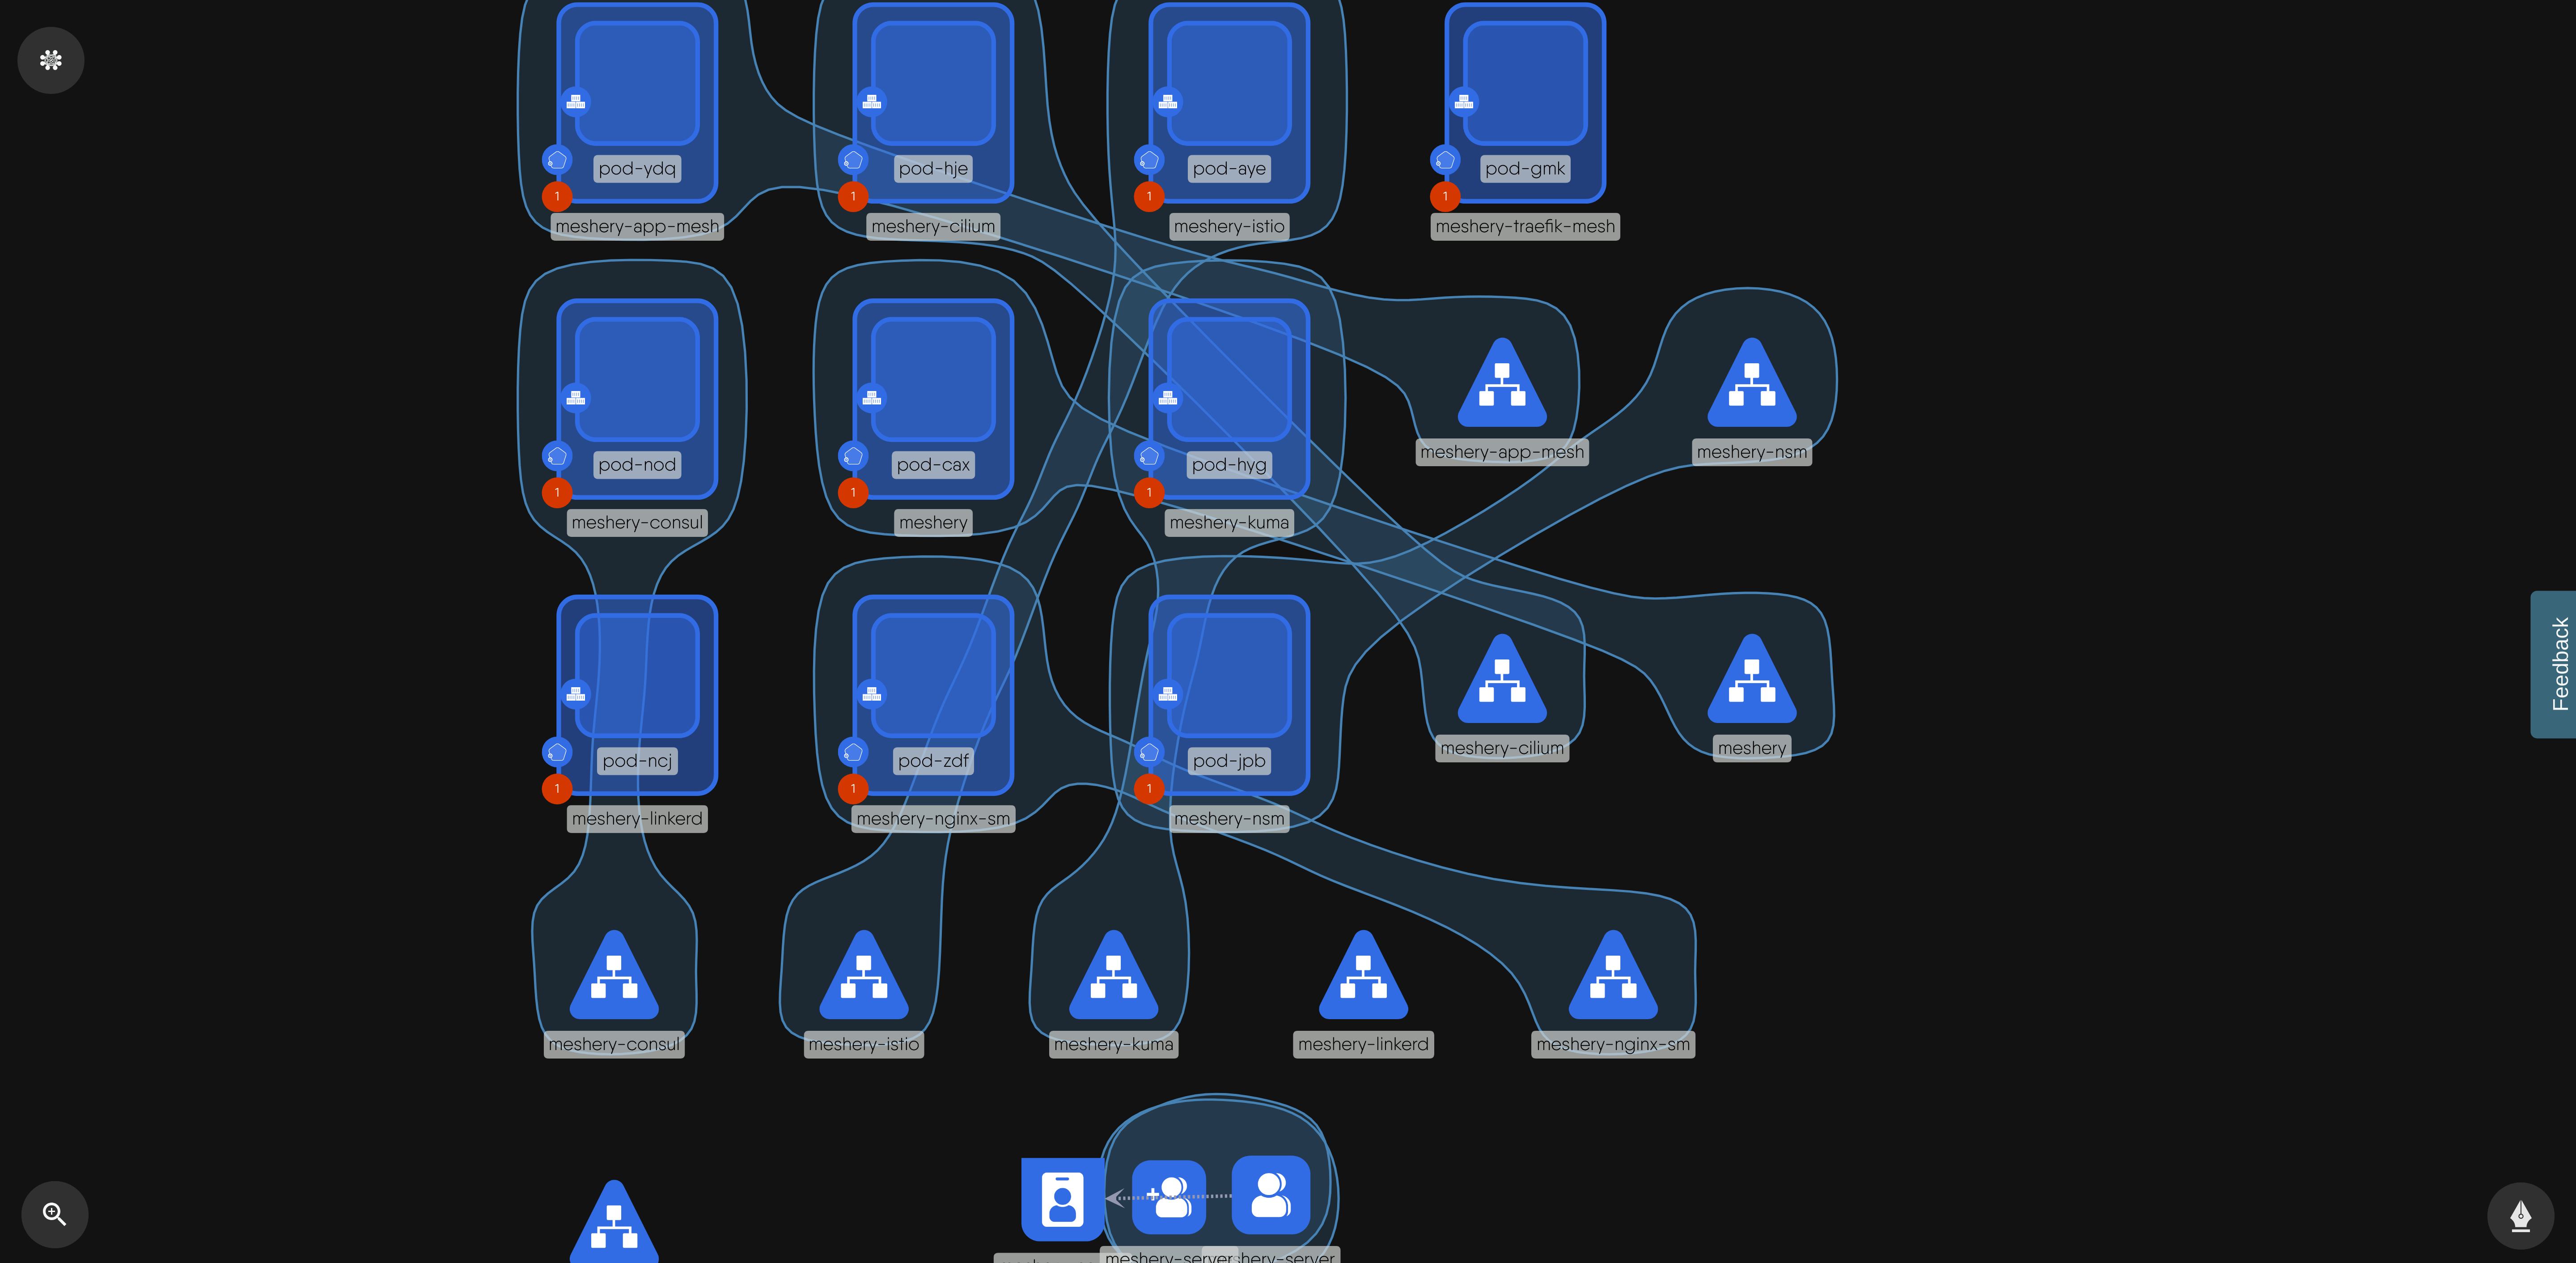 pod-ydq
pod-hje
pod-aye
pod-gmk
1
1
1
1
meshery-app-mesh
meshery-cilium
meshery-istio
meshery-traefik-mesh
pod-nod
pod-cax
pod-hyg
meshery-app-mesh
meshery-nsm
1
1
1
meshery-consul
meshery
meshery-kuma
Feedback
pod-ncj
pod-zdf
pod-jpb
meshery-cilium
meshery
1
1
1
meshery-linkerd
meshery-nginx-sm
meshery-nsm
meshery-consul
meshery-istio
meshery-kuma
meshery-linkerd
meshery-nginx-sm
meshery-server